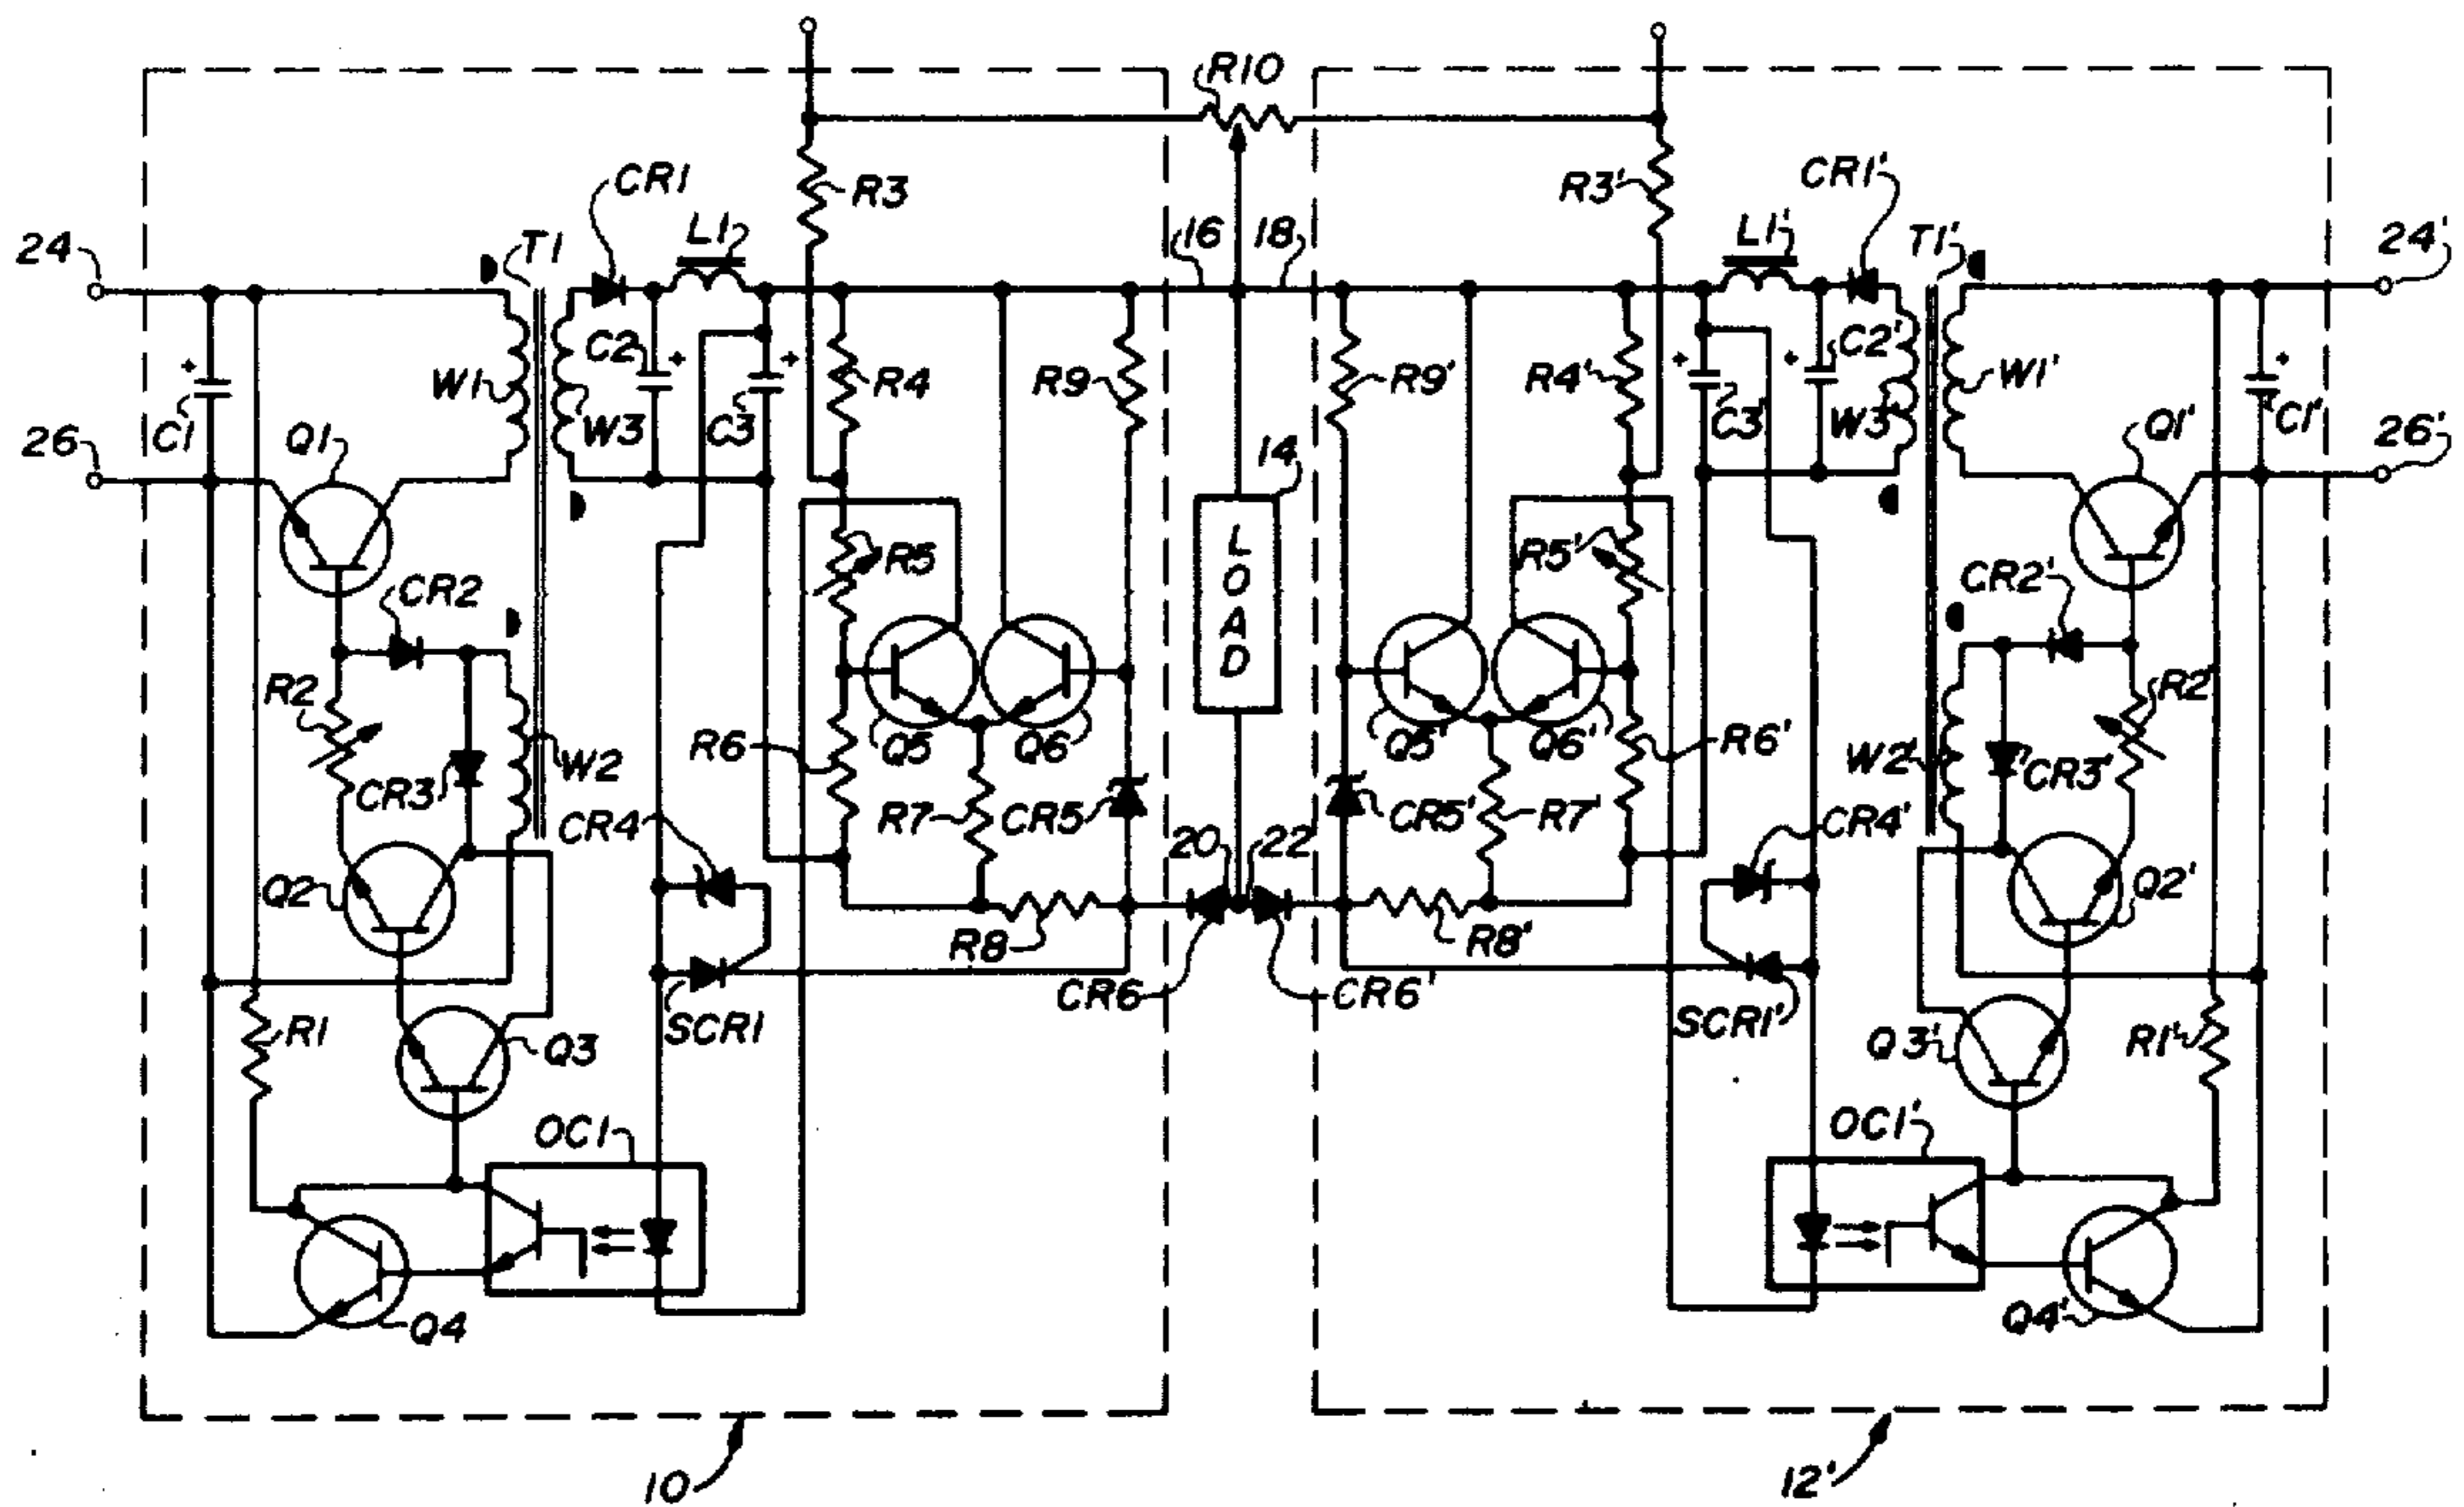 R10
CR1
R3
R3'
CR1'
24
T1
L1
16
18
L1'
T1'
24'
C2
C2'
W1
W3
C3
R4
R9
R9'
R4'
C3'
W3'
W1'
C1
C1'
26
Q1
14
Q1'
26'
LOAD
R5
R5'
CR2
CR2'
R2
R2'
R6
Q5
Q6
Q5'
Q6'
R6'
W2
W2'
CR3
CR3'
CR4
R7
CR5
20
22
CR5'
R7'
CR4'
Q2
Q2'
R8
R8'
CR6
CR6'
R1
Q3
SCR1
SCR1'
Q3'
R1'
OC1
OC1'
Q4
Q4'
10
12'